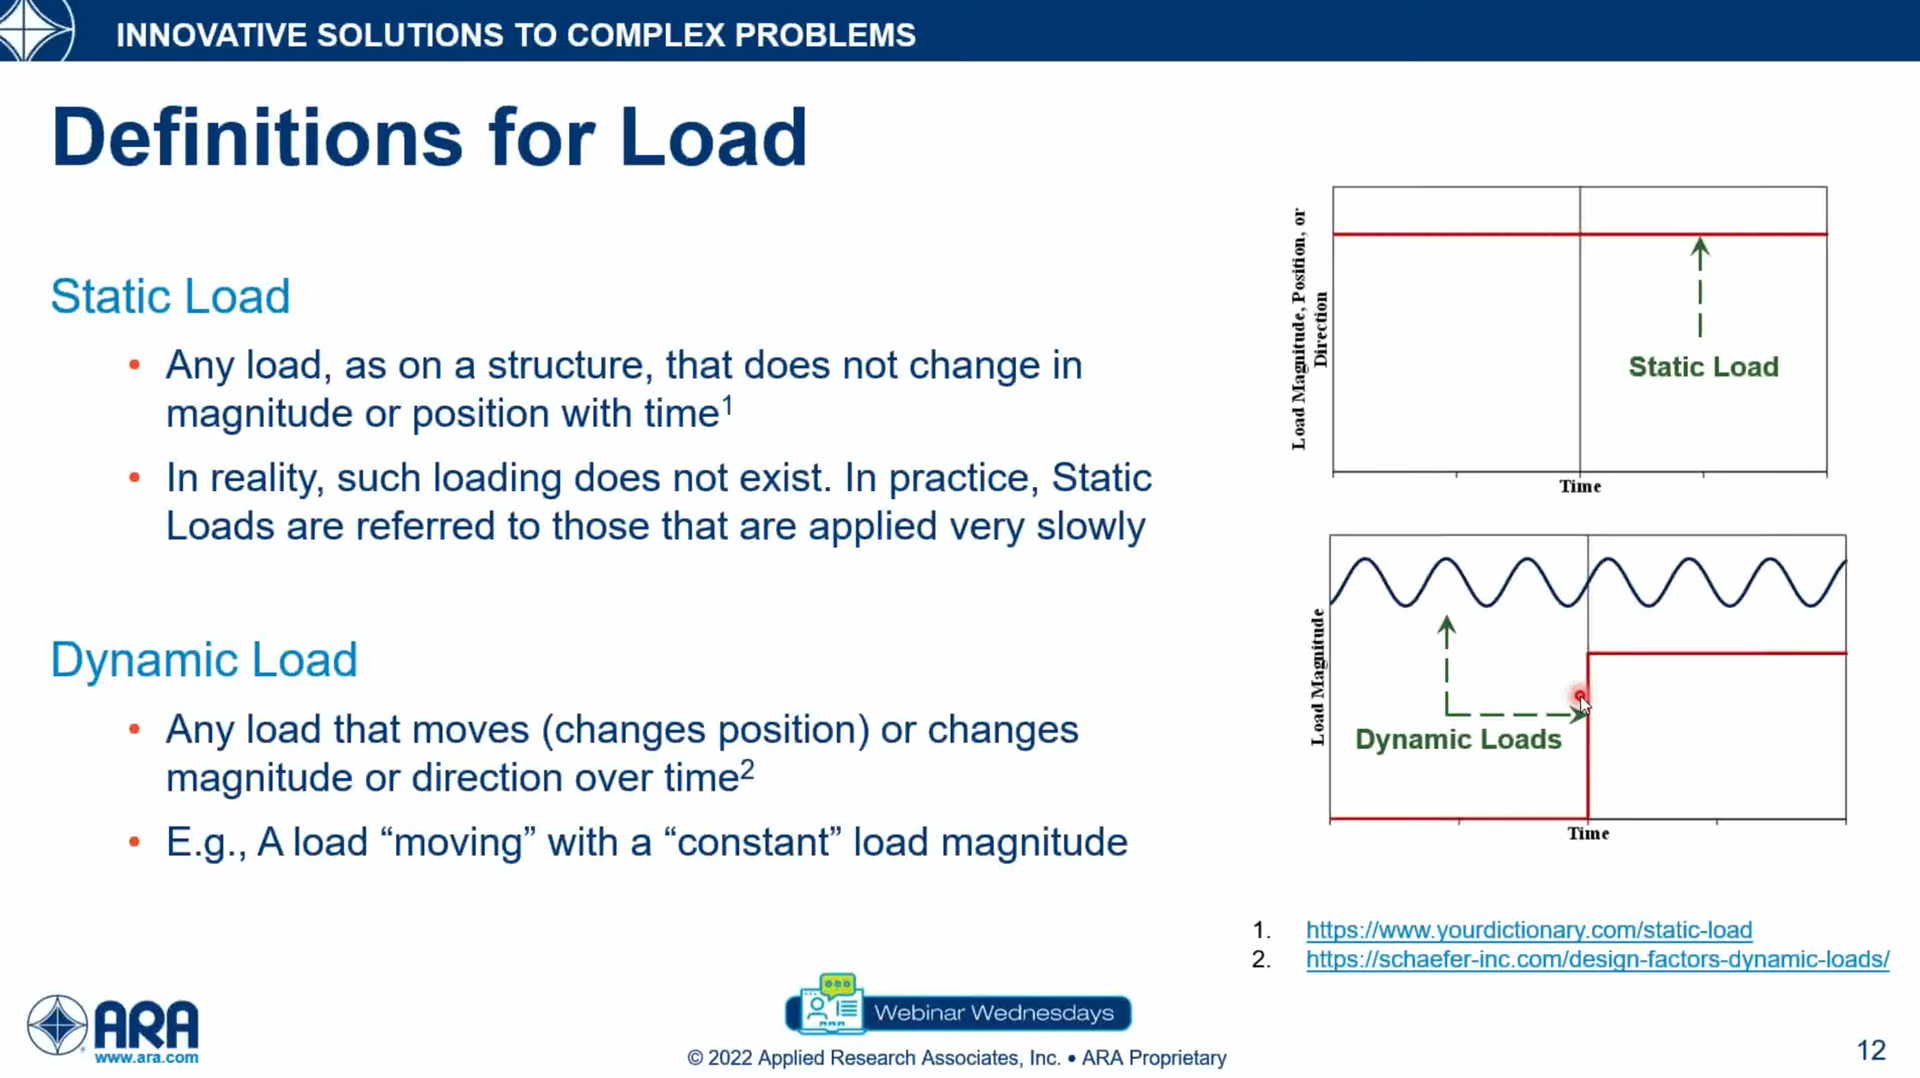 INNOVATIVE SOLUTIONS TO COMPLEX PROBLEMS
Definitions for Load
Static Load
• Any load, as on a structure, that does not change in
magnitude or position with time1
• In reality, such loading does not exist. In practice, Static
Loads are referred to those that are applied very slowly
Dynamic Load
• Any load that moves (changes position) or changes
magnitude or direction over time2
• E.g., A load “moving” with a “constant” load magnitude
Load Magnitude, Position, or
Direction
Static Load
Time
Load Magnitude
Dynamic Loads
Time
1. https://www.yourdictionary.com/static-load
2. https://schaefer-inc.com/design-factors-dynamic-loads/
ARA
www.ara.com
ARA
Webinar Wednesdays
© 2022 Applied Research Associates, Inc. • ARA Proprietary
12